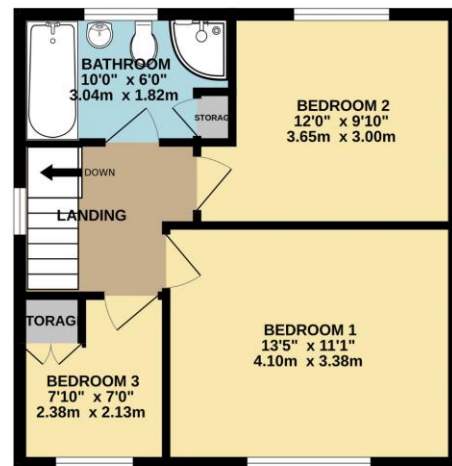 BATHROOM
10'0" x 6'0"
3.04m x 1.82m
STORAG
BEDROOM 2
12'0" x 9'10"
3.65m x 3.00m
DOWN
LANDING
TORAG
BEDROOM 1
13'5" x 11'1"
4.10m x 3.38m
BEDROOM 3
7'10" x 7'0"
2.38m x 2.13m